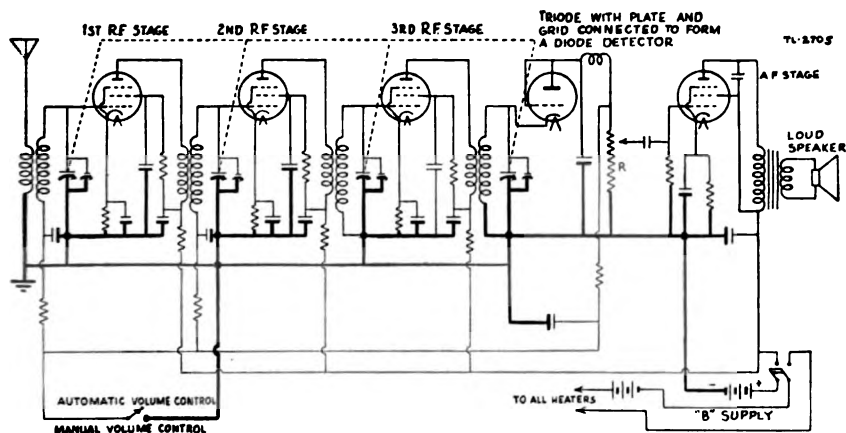 1ST R.F. STAGE
2ND R.F. STAGE
3RD R.F. STAGE
TRIODE WITH PLATE AND
GRID CONNECTED TO FORM
A DIODE DETECTOR
TL-2705
A F STAGE
LOUD
SPEAKER
R
AUTOMATIC VOLUME CONTROL
MANUAL VOLUME CONTROL
TO ALL HEATERS
- +
"B" SUPPLY